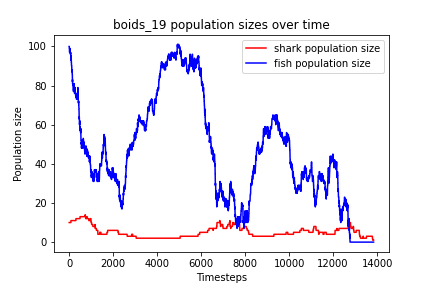 boids_19 population sizes over time
shark population size
fish population size
Population size
100
80
60
40
20
0
0 2000 4000 6000 8000 10000 12000 14000
Timesteps